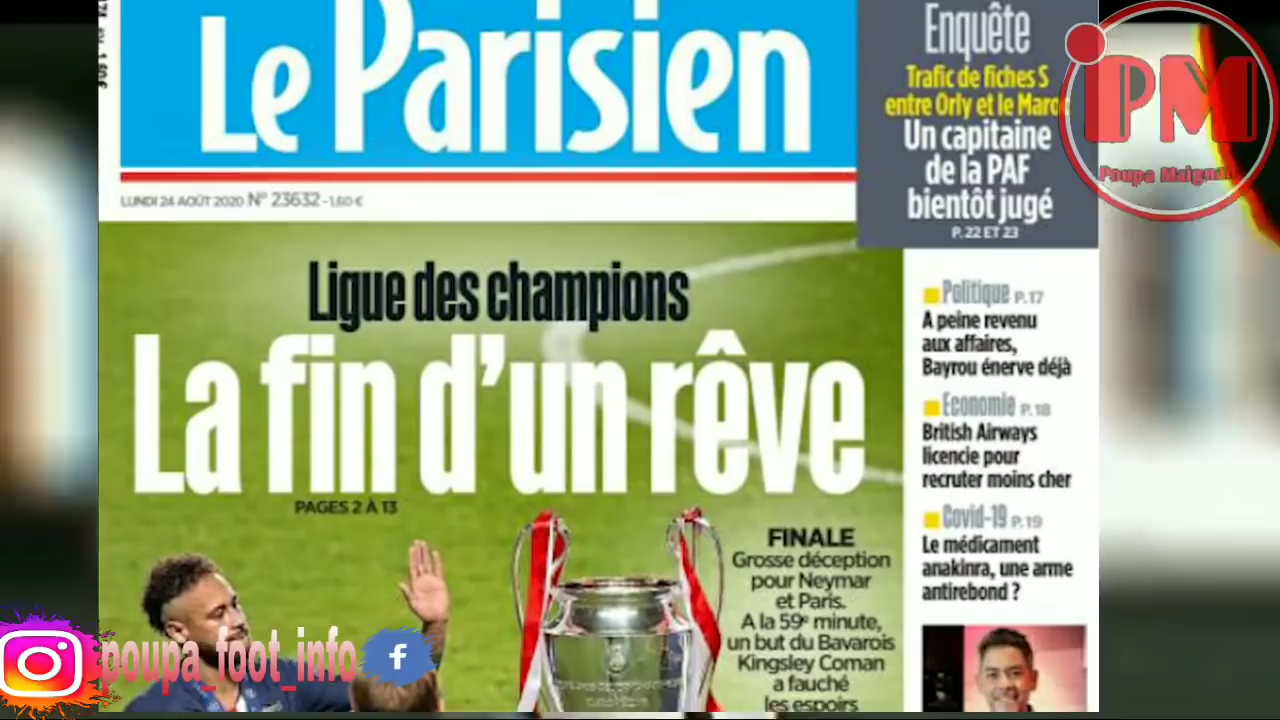 Le Parisien
LUNDI 24 AOÛT 2020 N° 23632 - 1,60 €
Enquête
Trafic de fiches S
entre Orly et le Maroc
Un capitaine
de la PAF
bientôt jugé
P. 22 ET 23
PM
Poupa Maign
Ligue des champions
La fin d'un rêve
PAGES 2 À 13
FINALE
Grosse déception
pour Neymar
et Paris.
A la 59e minute,
un but du Bavarois
Kingsley Coman
a fauché
les espoirs
Politique P. 17
A peine revenu
aux affaires,
Bayrou énerve déjà
Economie P. 18
British Airways
licencie pour
recruter moins cher
Covid-19 P. 19
Le médicament
anakinra, une arme
antirebond ?
poupa_foot_info f